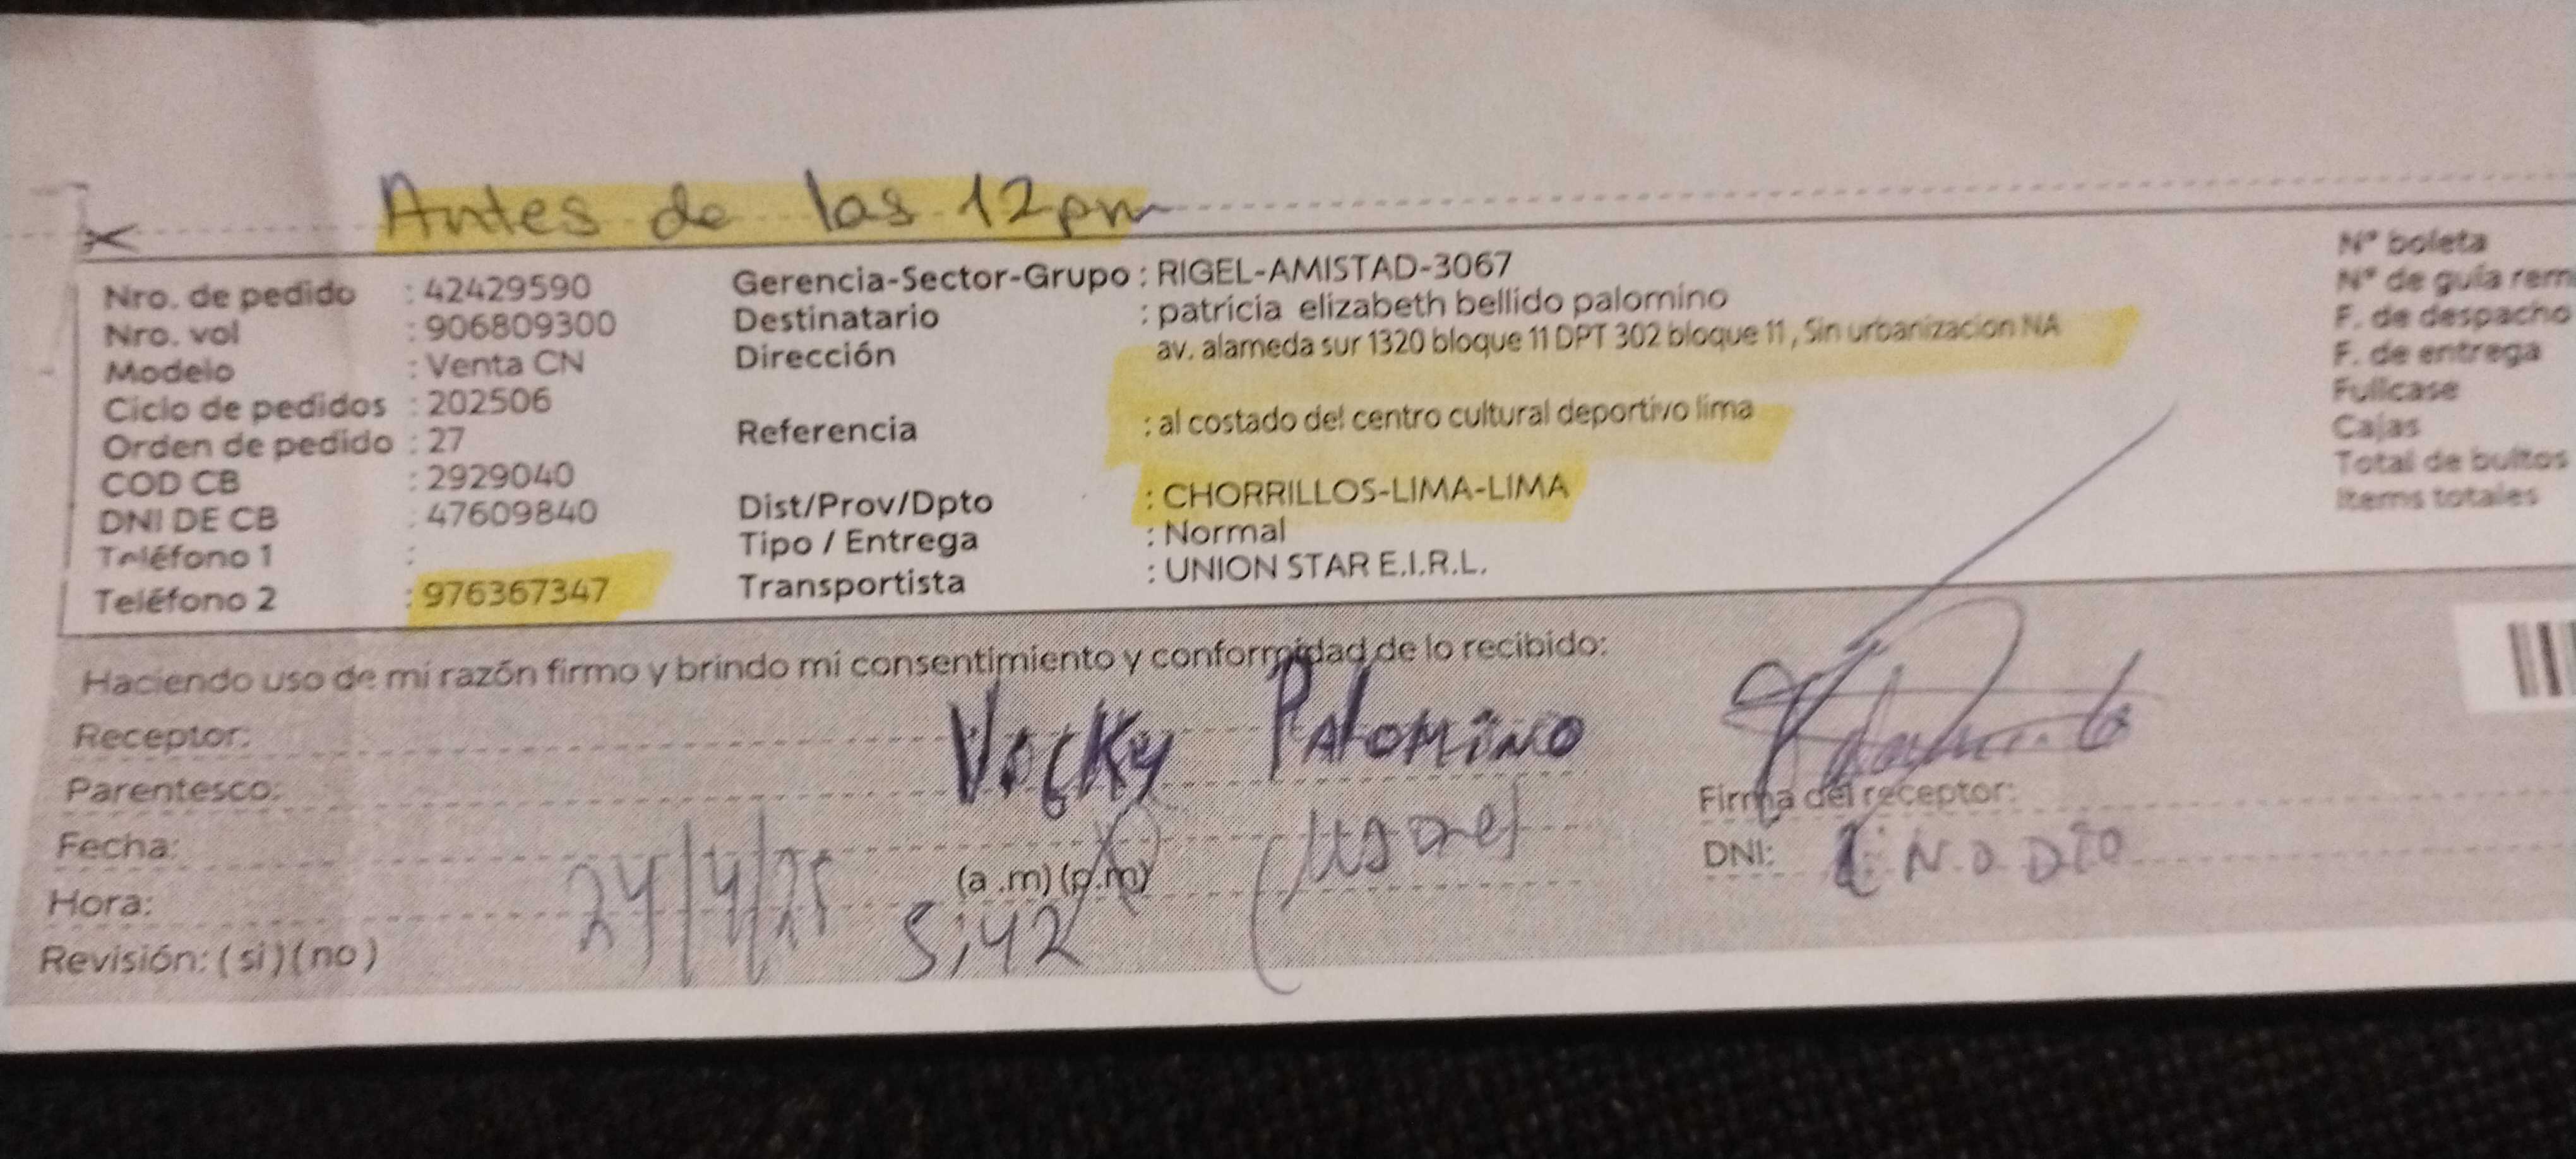 Antes de las 12pm
Nro. de pedido : 42429590
Nro. vol : 906809300
Modelo : Venta CN
Ciclo de pedidos : 202506
Orden de pedido : 27
COD CB : 2929040
DNI DE CB : 47609840
Teléfono 1 :
Teléfono 2 : 976367347
Gerencia-Sector-Grupo : RIGEL-AMISTAD-3067
Destinatario : patricia elizabeth bellido palomino
Dirección av. alameda sur 1320 bloque 11 DPT 302 bloque 11 , Sin urbanizacion NA
Referencia : al costado del centro cultural deportivo lima
Dist/Prov/Dpto : CHORRILLOS-LIMA-LIMA
Tipo / Entrega : Normal
Transportista : UNION STAR E.I.R.L.
N° boleta
N° de guía rem
F. de despacho
F. de entrega
Fullcase
Cajas
Total de bultos
Items totales
Haciendo uso de mi razón firmo y brindo mi consentimiento y conformidad de lo recibido:
Receptor:
Palomino
Parentesco:
Fecha:
24/4/25
(a .m) (p.m)
Hora:
5:42
Revisión: ( si ) ( no )
Firma del receptor:
DNI: